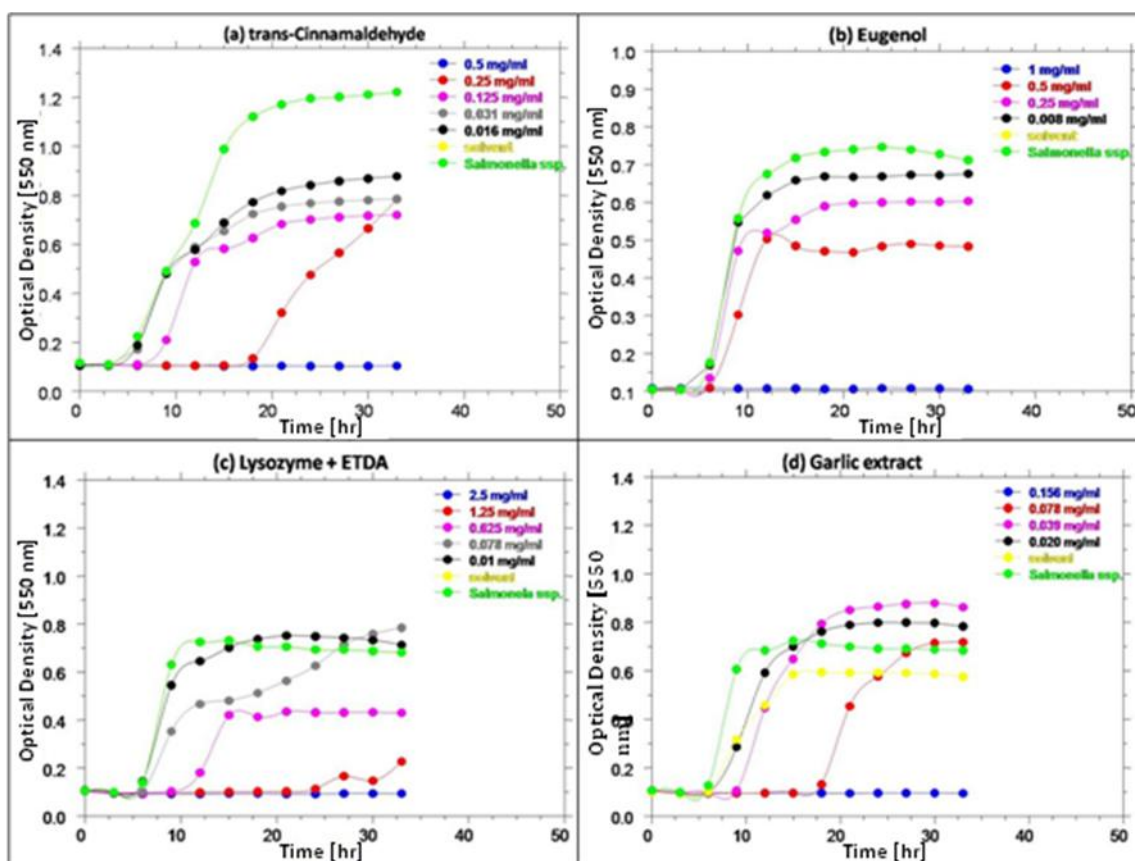 (a) trans-Cinnamaldehyde
Optical Density [550 nm]
1.4
1.2
1.0
0.8
0.6
0.4
0.2
0.0
0
10
20
30
40
50
Time [hr]
0.5 mg/ml
0.25 mg/ml
0.125 mg/ml
0.031 mg/ml
0.016 mg/ml
solvent
Salmonella ssp.
(b) Eugenol
Optical Density [550 nm]
1.0
0.9
0.8
0.7
0.6
0.5
0.4
0.3
0.2
0.1
0
10
20
30
40
50
Time [hr]
1 mg/ml
0.5 mg/ml
0.25 mg/ml
0.008 mg/ml
solvent
Salmonella ssp.
(c) Lysozyme + ETDA
Optical Density [550 nm]
1.4
1.2
1.0
0.8
0.6
0.4
0.2
0.0
0
10
20
30
40
50
Time [hr]
2.5 mg/ml
1.25 mg/ml
0.625 mg/ml
0.078 mg/ml
0.01 mg/ml
solvent
Salmonela ssp.
(d) Garlic extract
Optical Density [550
nm]
1.4
1.2
1.0
0.8
0.6
0.4
0.2
0.0
0
10
20
30
40
50
Time [hr]
0.156 mg/ml
0.078 mg/ml
0.039 mg/ml
0.020 mg/ml
solvent
Salmonella ssp.